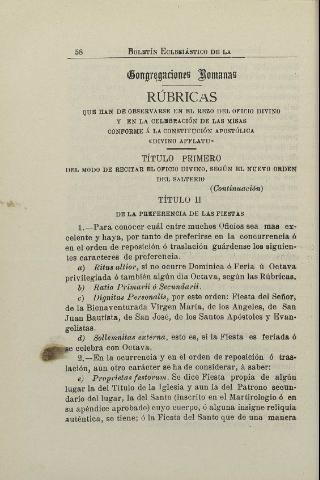 58 BOLETÍN ECLESIÁSTICO DE LA
Congregaciones Romanas
RÚBRICAS
QUE HAN DE OBSERVARSE EN EL REZO DEL OFICIO DIVINO
Y EN LA CELEBRACIÓN DE LAS MISAS
CONFORME Á LA CONSTITUCIÓN APOSTÓLICA
«DIVINO AFFLATU»
TÍTULO PRIMERO
DEL MODO DE RECITAR EL OFICIO DIVINO, SEGÚN EL NUEVO ORDEN
DEL SALTERIO
(Continuación)
TÍTULO II
DE LA PREFERENCIA DE LAS FIESTAS
1.—Para conocer cuál entre muchos Oficios sea mas ex-
celente y haya, por tanto de preferirse en la concurrencia ó
en el orden de reposición ó traslación guárdense los siguien-
tes caracteres de preferencia.
a) Ritus altior, si no ocurre Dominica ó Feria ú Octava
privilegiada ó también algún dia Octava, según las Rúbricas.
b) Ratio Primarii ó Secundarii.
c) Dignitas Personalis, por este orden: Fiesta del Señor,
de la Bienaventurada Virgen María, de los Angeles, de San
Juan Bautista, de San José, de los Santos Apóstoles y Evan-
gelistas.
d) Sollemnitas externa, esto es, si la Fiesta es feriada ó
se celebra con Octava.
2.—En la ocurrencia y en el orden de reposición ó tras-
lación, aun otro carácter se ha de considerar, á saber:
e) Proprietas festorum. Se dice Fiesta propia de algún
lugar la del Titulo de la Iglesia y aun la del Patrono secun-
dario del lugar, la del Santo (inscrito en el Martirologio ó en
su apéndice aprobado) cuyo cuerpo, ó alguna insigne reliquia
auténtica, se tiene; ó la Fiesta del Santo que de una manera